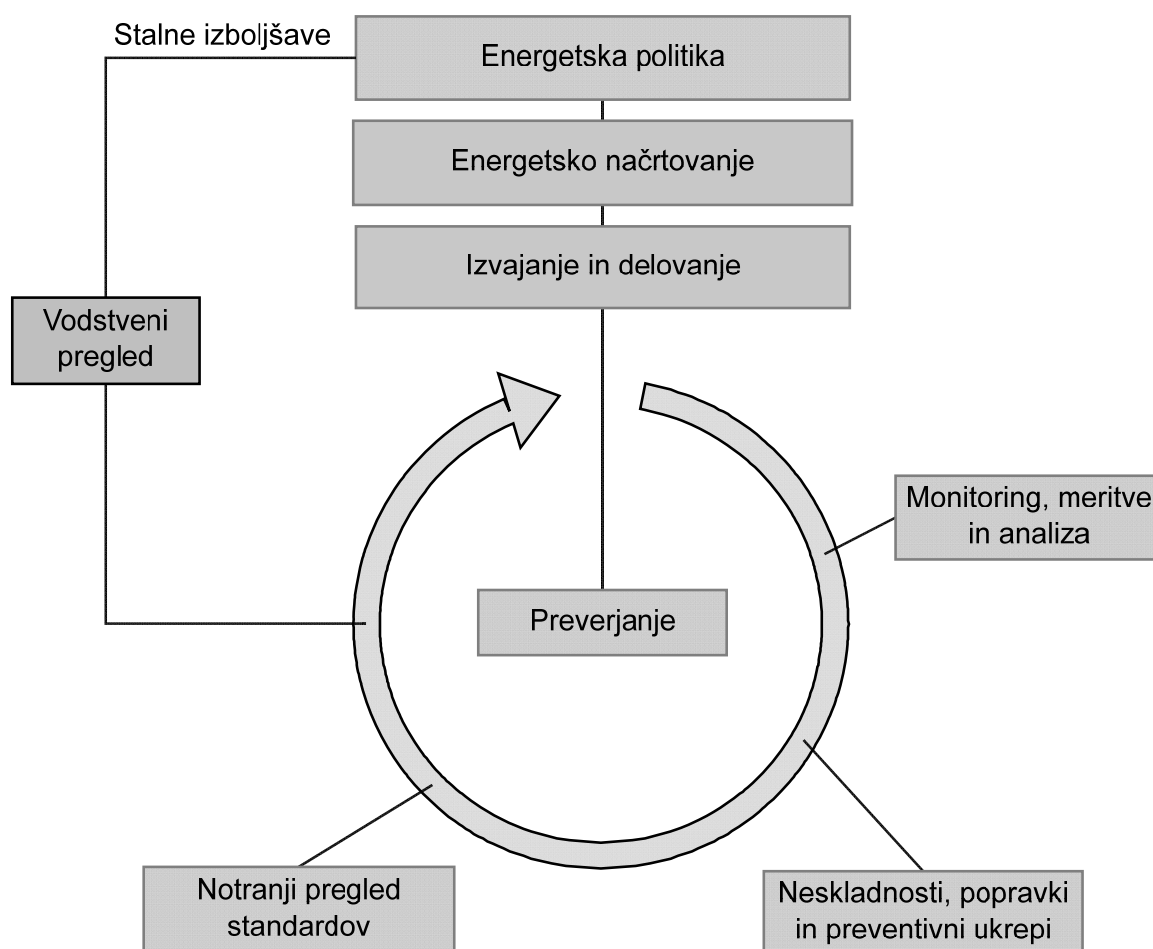 Stalne izboljšave
Energetska politika
Energetsko načrtovanje
Izvajanje in delovanje
Vodstveni
pregled
Monitoring, meritve
in analiza
Preverjanje
Notranji pregled
standardov
Neskladnosti, popravki
in preventivni ukrepi